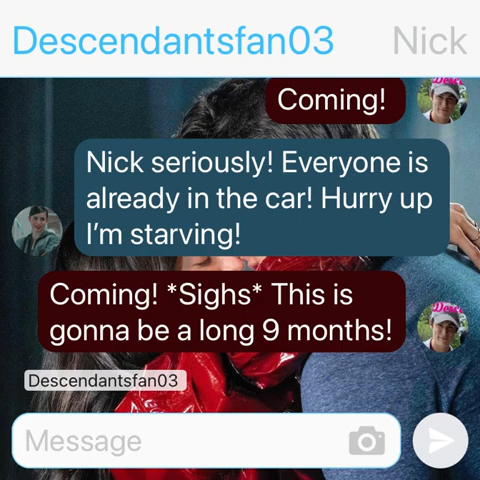 Descendantsfan03 Nick
Coming!
Nick seriously! Everyone is
already in the car! Hurry up
I’m starving!
Coming! *Sighs* This is
gonna be a long 9 months!
Descendantsfan03
Message